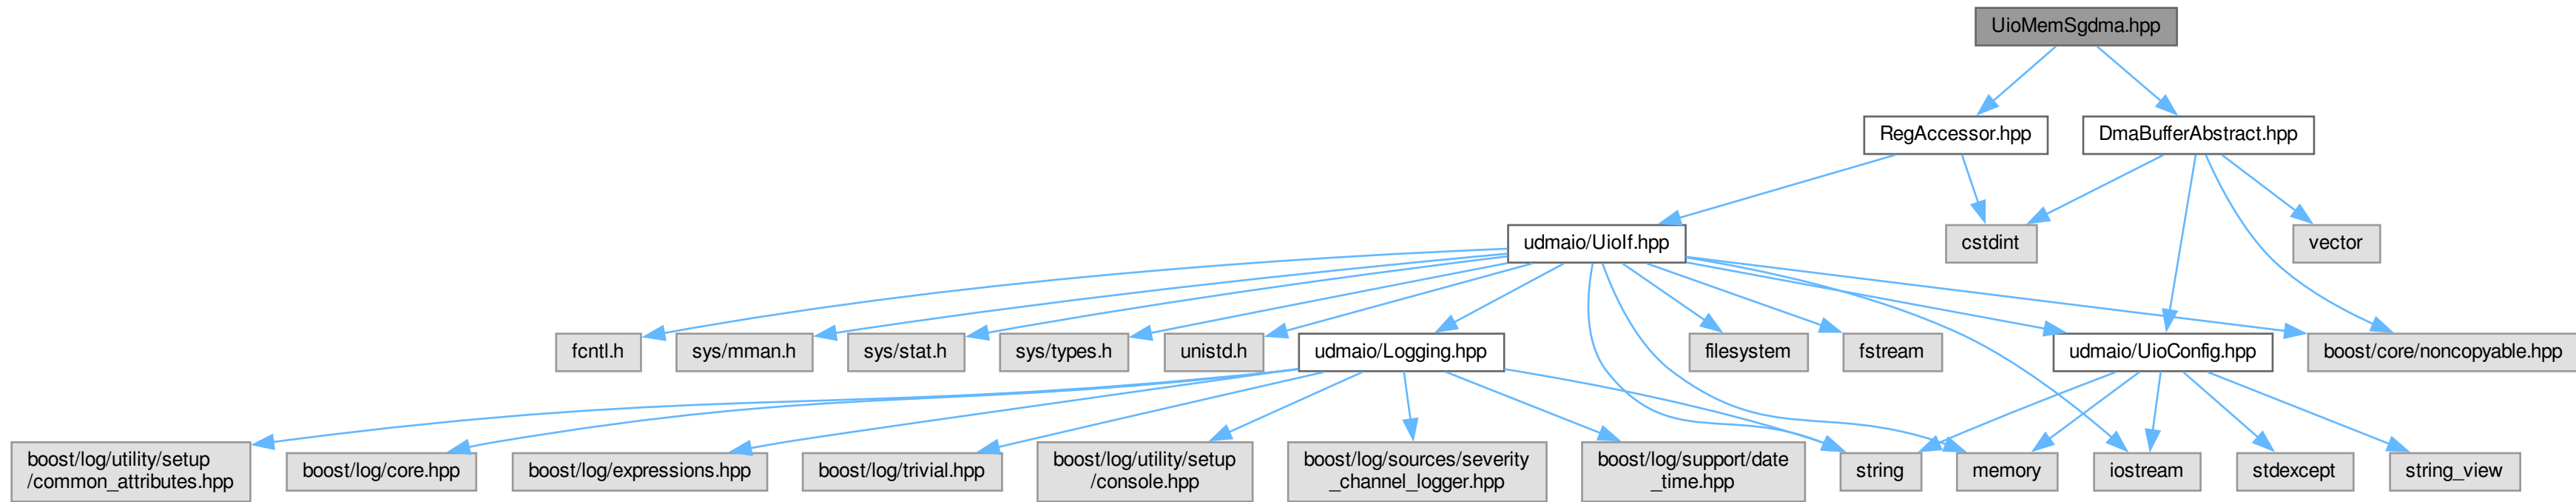 UioMemSgdma.hpp
RegAccessor.hpp
DmaBufferAbstract.hpp
udmaio/UioIf.hpp
cstdint
vector
fcntl.h
sys/mman.h
sys/stat.h
sys/types.h
unistd.h
udmaio/Logging.hpp
filesystem
fstream
udmaio/UioConfig.hpp
boost/core/noncopyable.hpp
boost/log/utility/setup
/common_attributes.hpp
boost/log/core.hpp
boost/log/expressions.hpp
boost/log/trivial.hpp
boost/log/utility/setup
/console.hpp
boost/log/sources/severity
_channel_logger.hpp
boost/log/support/date
_time.hpp
string
memory
iostream
stdexcept
string_view